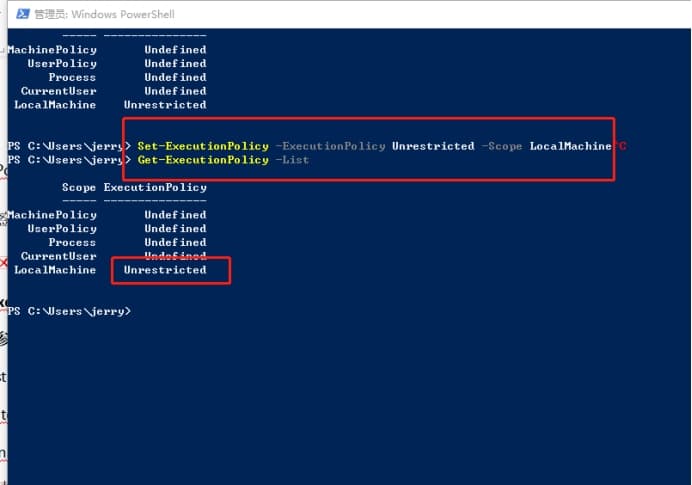 管理员: Windows PowerShell
----- ---------------
MachinePolicy Undefined
UserPolicy Undefined
Process Undefined
CurrentUser Undefined
LocalMachine Unrestricted
PS C:\Users\jerry> Set-ExecutionPolicy -ExecutionPolicy Unrestricted -Scope LocalMachine^C
PS C:\Users\jerry> Get-ExecutionPolicy -List
Scope ExecutionPolicy
----- ---------------
MachinePolicy Undefined
UserPolicy Undefined
Process Undefined
CurrentUser Undefined
LocalMachine Unrestricted
PS C:\Users\jerry>